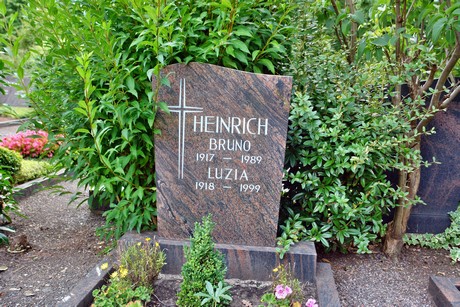 HEINRICH
BRUNO
1917 – 1989
LUZIA
1918 – 1999